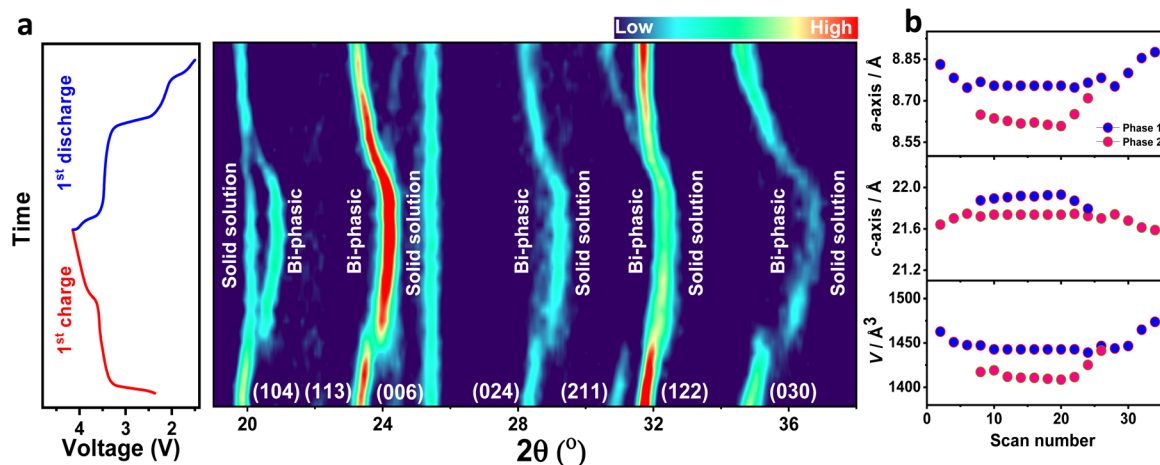 a
1st discharge
1st charge
Time
4
3
2
Voltage (V)
Low
High
Solid solution
Bi-phasic
Bi-phasic
Solid solution
Bi-phasic
Solid solution
Bi-phasic
Solid solution
Bi-phasic
Solid solution
(104)
(113)
(006)
(024)
(211)
(122)
(030)
20
24
28
32
36
2θ (°)
b
8.85
8.70
8.55
a-axis / Å
Phase 1
Phase 2
22.0
21.6
21.2
c-axis / Å
1500
1450
1400
V / Å3
0
10
20
30
Scan number